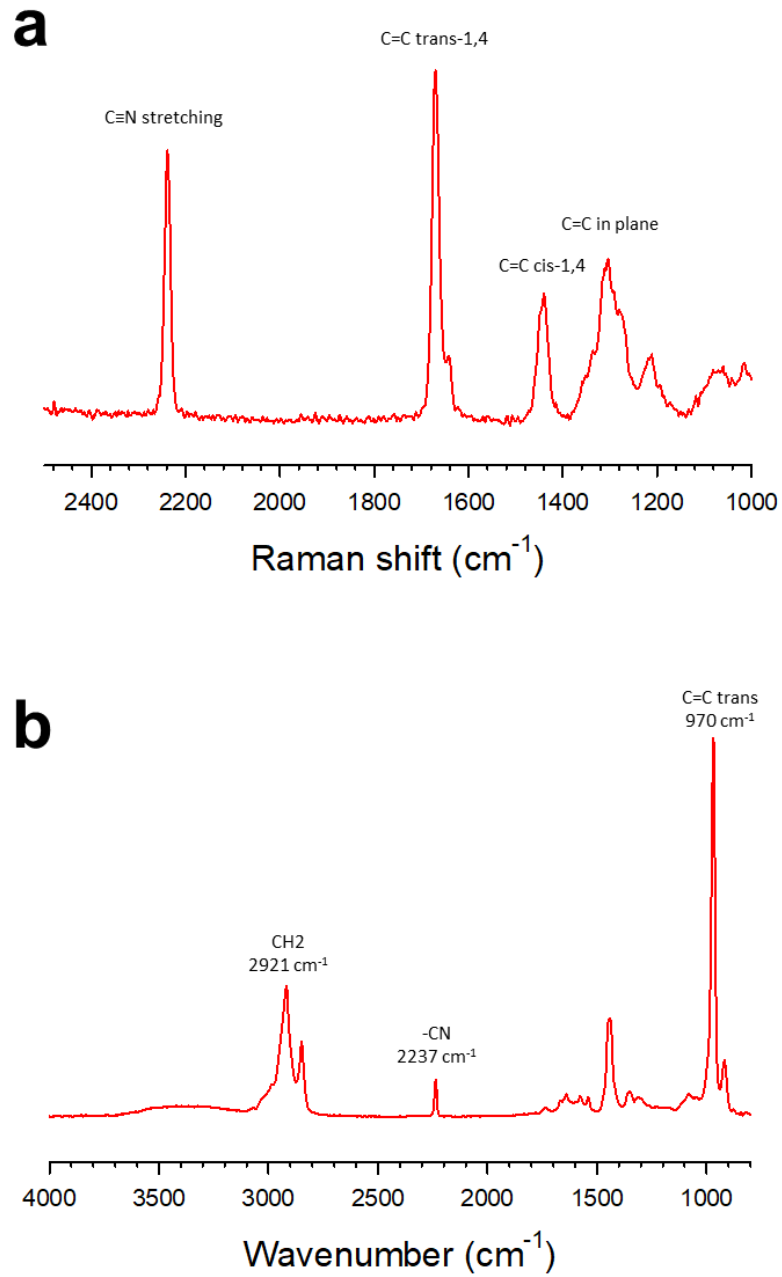 a
C=C trans-1,4
C≡N stretching
C=C in plane
C=C cis-1,4
2400 2200 2000 1800 1600 1400 1200 1000
Raman shift (cm⁻¹)
b
C=C trans
970 cm⁻¹
CH2
2921 cm⁻¹
-CN
2237 cm⁻¹
4000 3500 3000 2500 2000 1500 1000
Wavenumber (cm⁻¹)